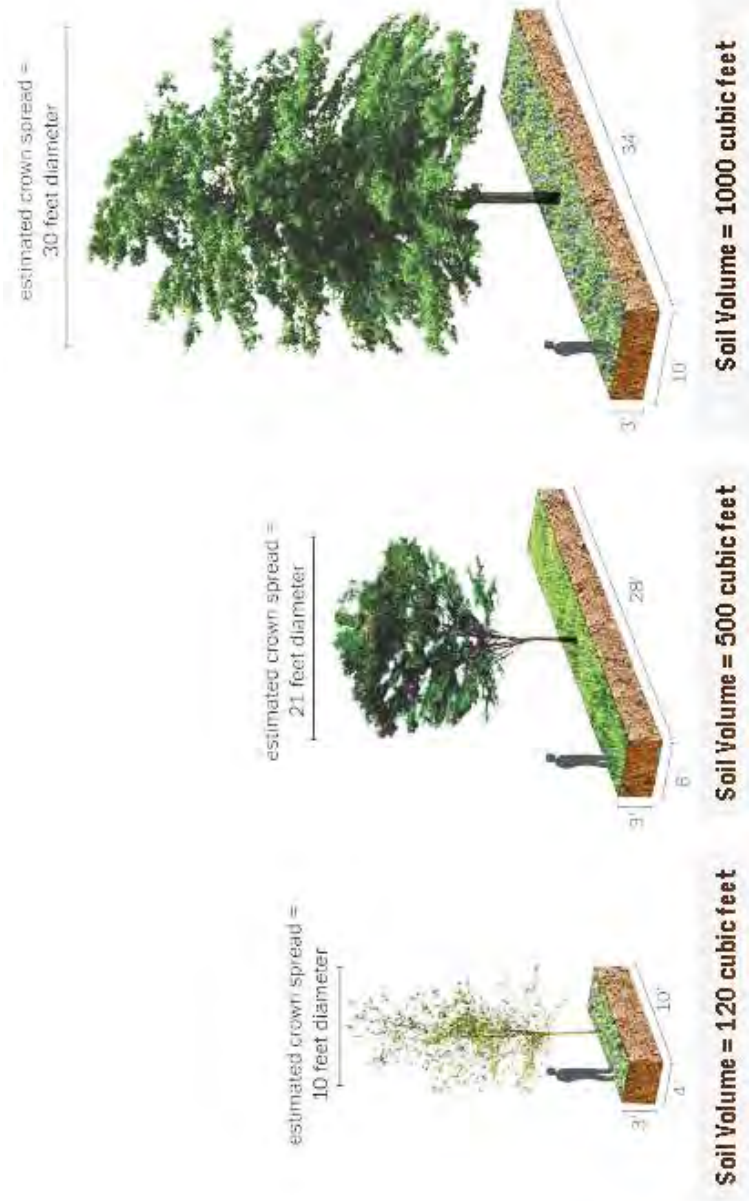 estimated crown spread =
10 feet diameter
3'
4
10'
Soil Volume = 120 cubic feet
estimated crown spread =
21 feet diameter
3'
6
28'
Soil Volume = 500 cubic feet
estimated crown spread =
30 feet diameter
3'
10
34'
Soil Volume = 1000 cubic feet